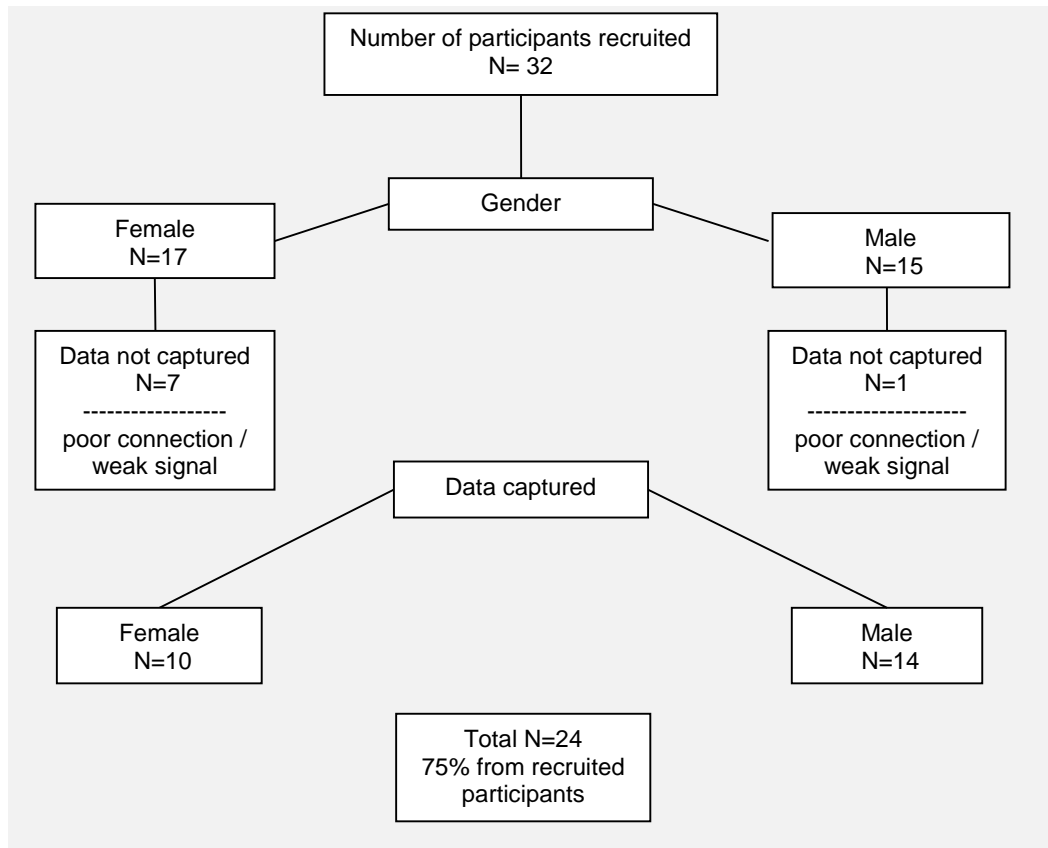 Number of participants recruited
N= 32
Gender
Female
N=17
Male
N=15
Data not captured
N=7
------------------
poor connection /
weak signal
Data not captured
N=1
--------------------
poor connection /
weak signal
Data captured
Female
N=10
Male
N=14
Total N=24
75% from recruited
participants